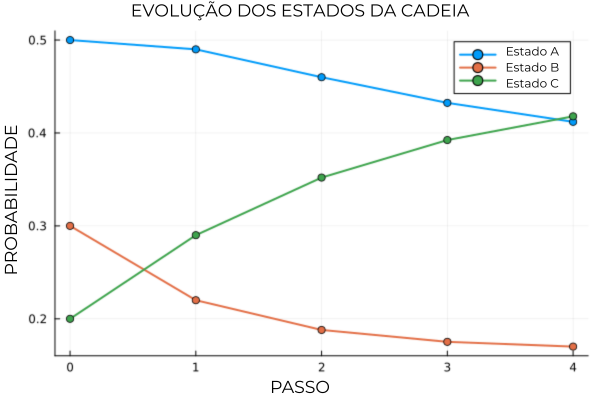 EVOLUÇÃO DOS ESTADOS DA CADEIA
Estado A
Estado B
Estado C
PROBABILIDADE
0.5
0.4
0.3
0.2
0 1 2 3 4
PASSO